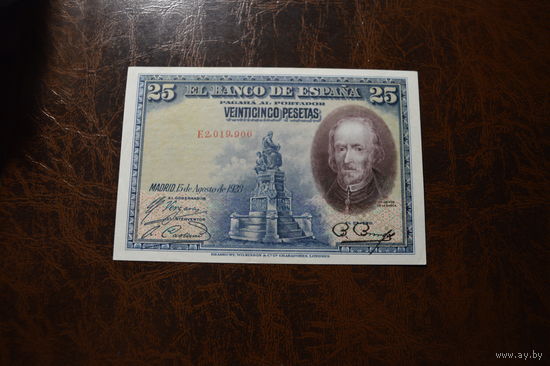 25 EL BANCO DE ESPAÑA 25
PAGARÁ AL PORTADOR
VEINTICINCO PESETAS
E2,019,906
MADRID, 15 de Agosto de 1928
EL GOBERNADOR
EL INTERVENTOR
EL CAJERO
BRADBURY, WILKINSON & Cº Lᵈ GRABADORES, LONDRES.
www.ay.by